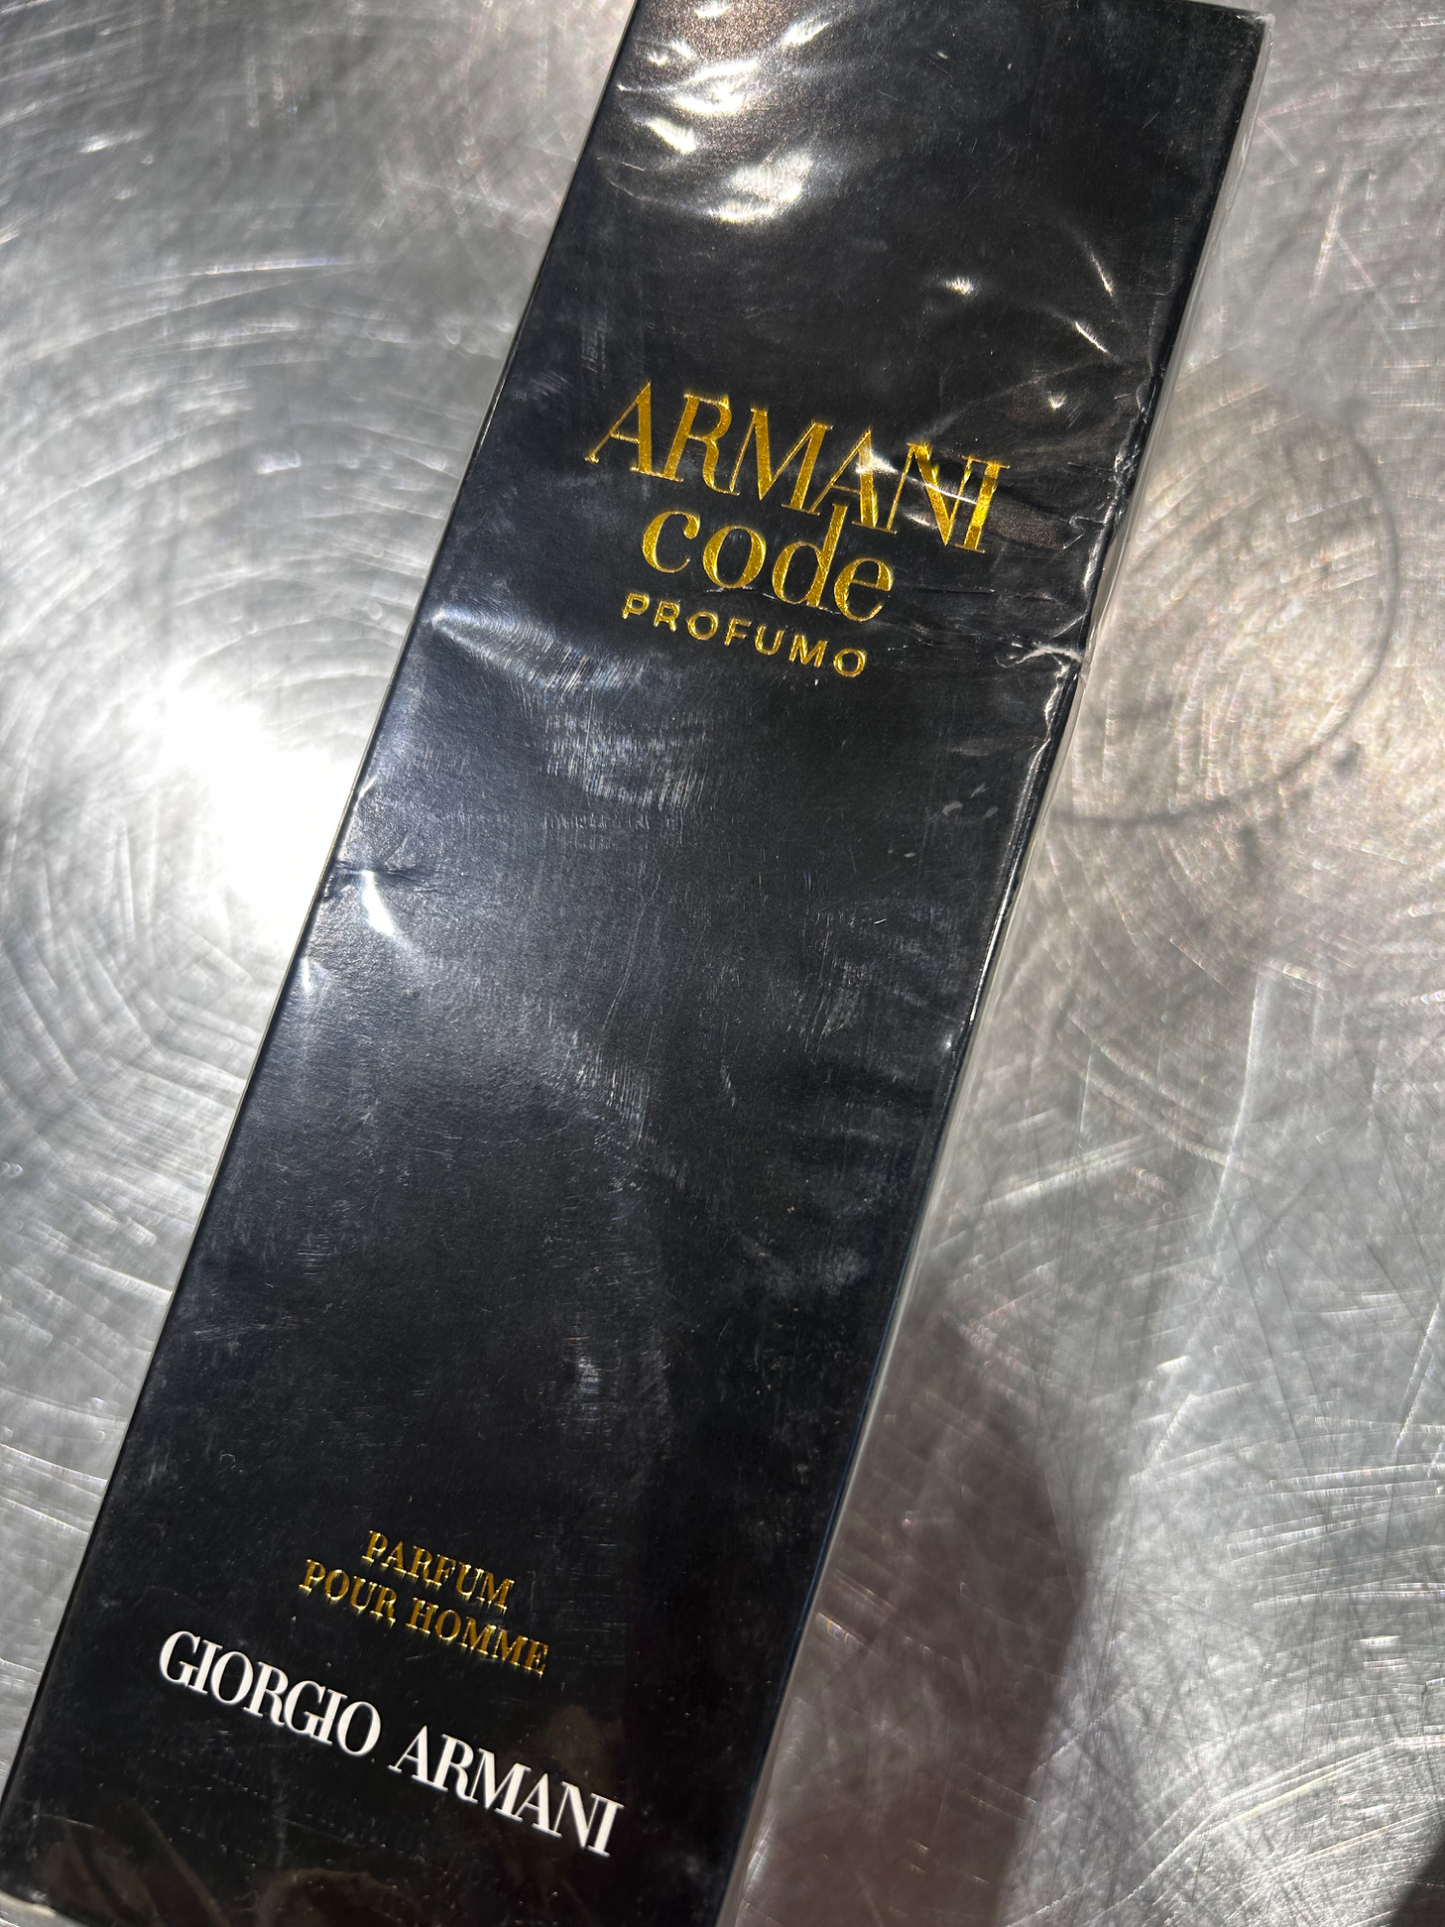 ARMANI
code
PROFUMO
PARFUM
POUR HOMME
GIORGIO ARMANI